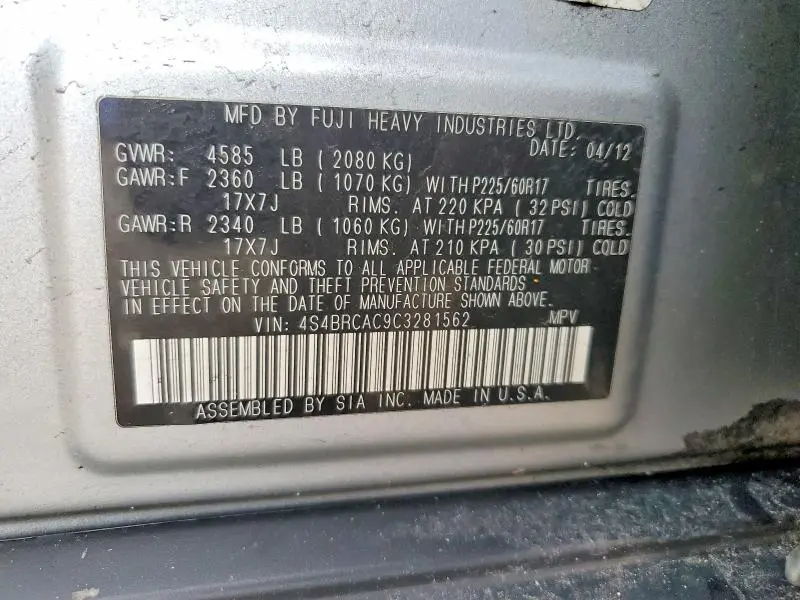 MFD BY FUJI HEAVY INDUSTRIES LTD.
DATE: 04/12
GVWR: 4585 LB ( 2080 KG)
GAWR:F 2360 LB ( 1070 KG) WITHP225/60R17 TIRES.
17X7J RIMS. AT 220 KPA ( 32 PSI) COLD
GAWR:R 2340 LB ( 1060 KG) WITHP225/60R17 TIRES.
17X7J RIMS. AT 210 KPA ( 30 PSI) COLD
THIS VEHICLE CONFORMS TO ALL APPLICABLE FEDERAL MOTOR
VEHICLE SAFETY AND THEFT PREVENTION STANDARDS
IN EFFECT ON THE DATE OF MANUFACTURE SHOWN ABOVE.
VIN: 4S4BRCAC9C3281562 MPV
ASSEMBLED BY SIA INC. MADE IN U.S.A.